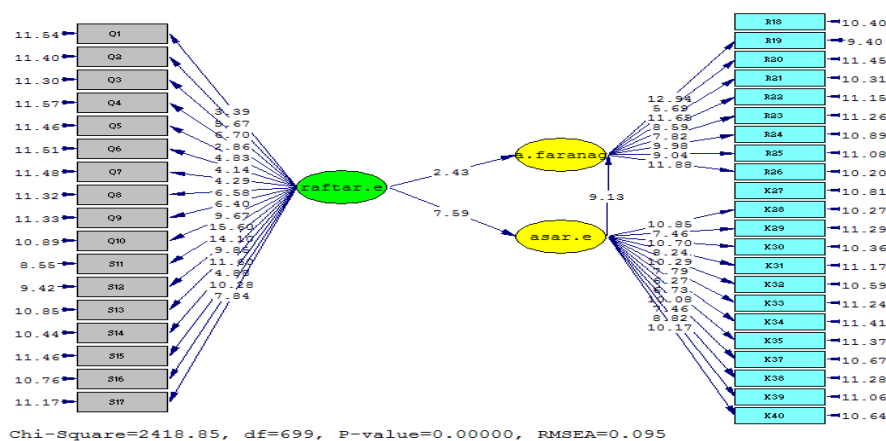 11.54 Q1
11.40 Q2
11.30 Q3
11.57 Q4
11.46 Q5
11.51 Q6
11.48 Q7
11.32 Q8
11.33 Q9
10.89 Q10
8.55 S11
9.42 S12
10.85 S13
10.44 S14
11.46 S15
10.76 S16
11.17 S17
3.39
5.67
6.70
2.86
4.83
4.14
4.29
6.58
6.40
9.67
15.60
14.10
9.85
11.60
4.83
10.28
7.84
raftar.e
2.43
7.59
a.faranag
9.13
asar.e
12.94
5.69
11.65
8.59
7.82
9.98
9.04
11.88
10.85
7.46
10.70
8.24
10.29
7.79
6.27
6.73
10.08
7.46
8.82
10.17
R18 10.40
R19 9.40
R20 11.45
R21 10.31
R22 11.15
R23 11.26
R24 10.89
R25 11.08
R26 10.20
K27 10.81
K28 10.27
K29 11.29
K30 10.36
K31 11.17
K32 10.59
K33 11.24
K34 11.41
K35 11.37
K37 10.67
K38 11.28
K39 11.06
K40 10.64
Chi-Square=2418.85, df=699, P-value=0.00000, RMSEA=0.095